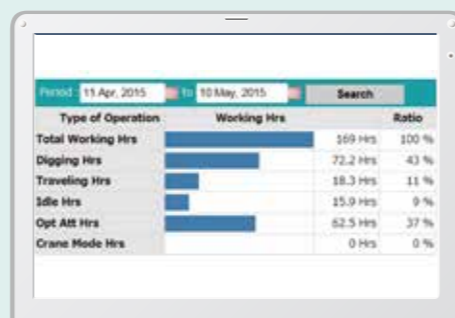 Period : 11 Apr, 2015 to 10 May, 2015 Search
Type of Operation Working Hrs Ratio
Total Working Hrs 169 Hrs 100 %
Digging Hrs 72.2 Hrs 43 %
Traveling Hrs 18.3 Hrs 11 %
Idle Hrs 15.9 Hrs 9 %
Opt Att Hrs 62.5 Hrs 37 %
Crane Mode Hrs 0 Hrs 0 %